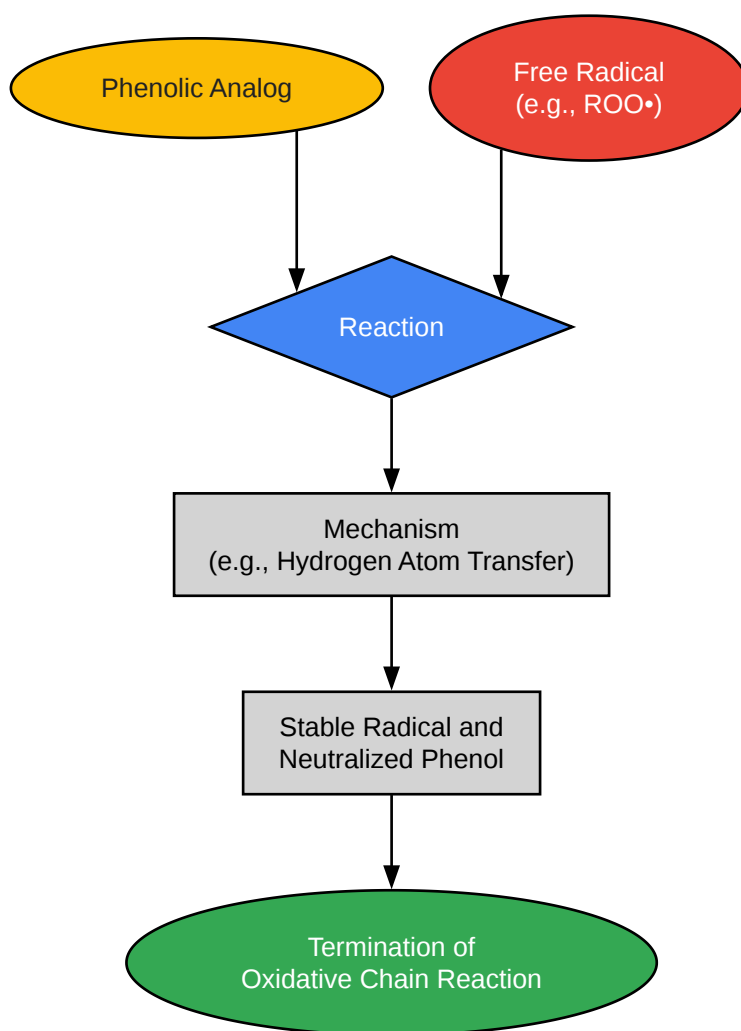 Phenolic Analog
Free Radical
(e.g., ROO•)
Reaction
Mechanism
(e.g., Hydrogen Atom Transfer)
Stable Radical and
Neutralized Phenol
Termination of
Oxidative Chain Reaction